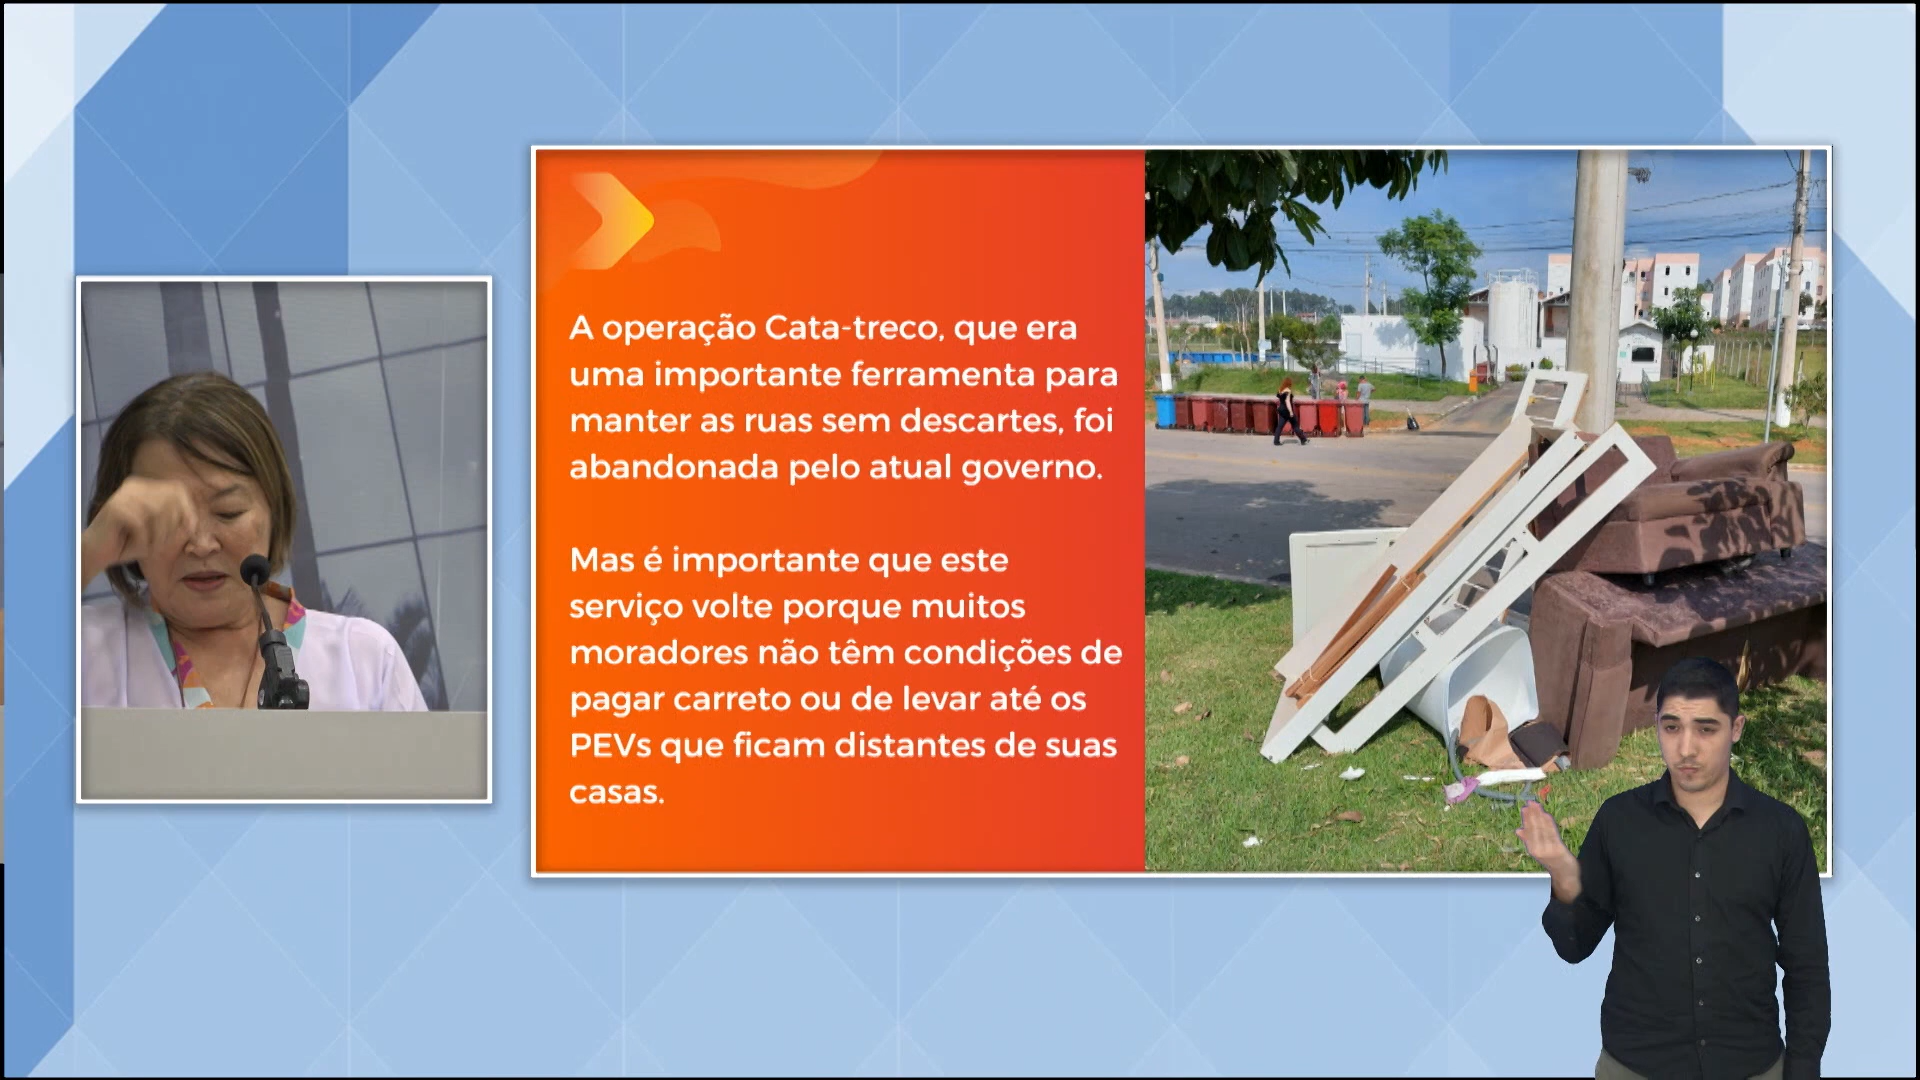 A operação Cata-treco, que era
uma importante ferramenta para
manter as ruas sem descartes, foi
abandonada pelo atual governo.
Mas é importante que este
serviço volte porque muitos
moradores não têm condições de
pagar carreto ou de levar até os
PEVs que ficam distantes de suas
casas.